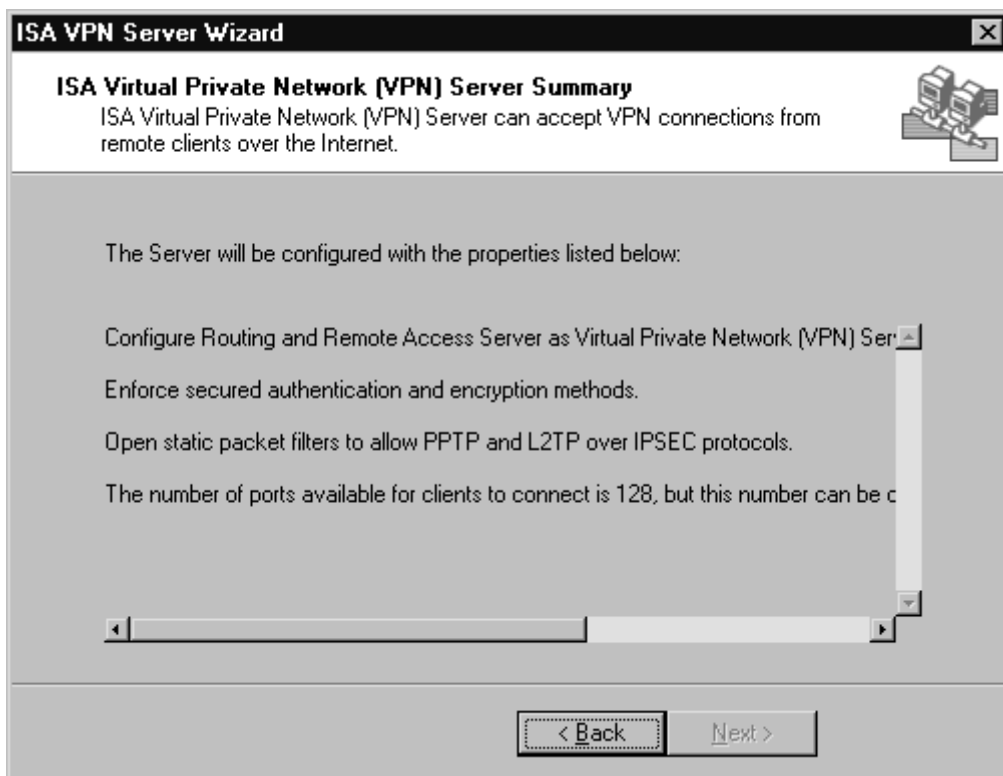 ISA VPN Server Wizard
ISA Virtual Private Network (VPN) Server Summary
ISA Virtual Private Network (VPN) Server can accept VPN connections from
remote clients over the Internet.
The Server will be configured with the properties listed below:
Configure Routing and Remote Access Server as Virtual Private Network (VPN) Ser
Enforce secured authentication and encryption methods.
Open static packet filters to allow PPTP and L2TP over IPSEC protocols.
The number of ports available for clients to connect is 128, but this number can be c
< Back
Next >